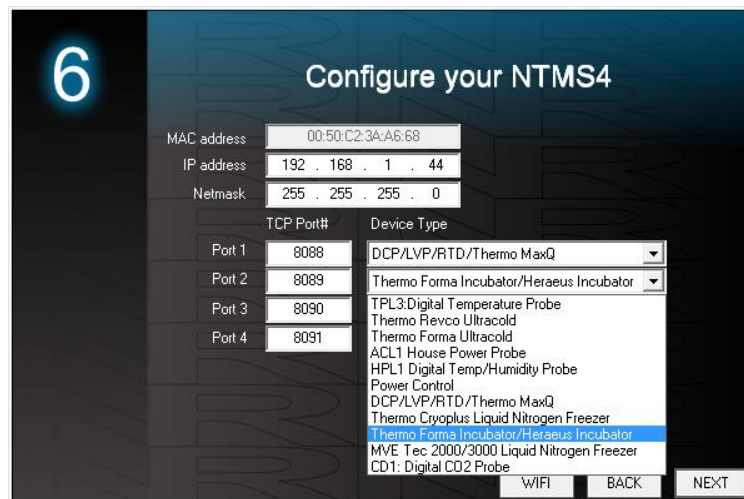 6
Configure your NTMS4
MAC address 00:50:C2:3A:A6:68
IP address 192 . 168 . 1 . 44
Netmask 255 . 255 . 255 . 0
TCP Port# Device Type
Port 1 8088 DCP/LVP/RTD/Thermo MaxQ
Port 2 8089 Thermo Forma Incubator/Heraeus Incubator
Port 3 8090
Port 4 8091
TPL3:Digital Temperature Probe
Thermo Revco Ultracold
Thermo Forma Ultracold
ACL1 House Power Probe
HPL1 Digital Temp/Humidity Probe
Power Control
DCP/LVP/RTD/Thermo MaxQ
Thermo Cryoplus Liquid Nitrogen Freezer
Thermo Forma Incubator/Heraeus Incubator
MVE Tec 2000/3000 Liquid Nitrogen Freezer
CD1: Digital CO2 Probe
WIFI BACK NEXT